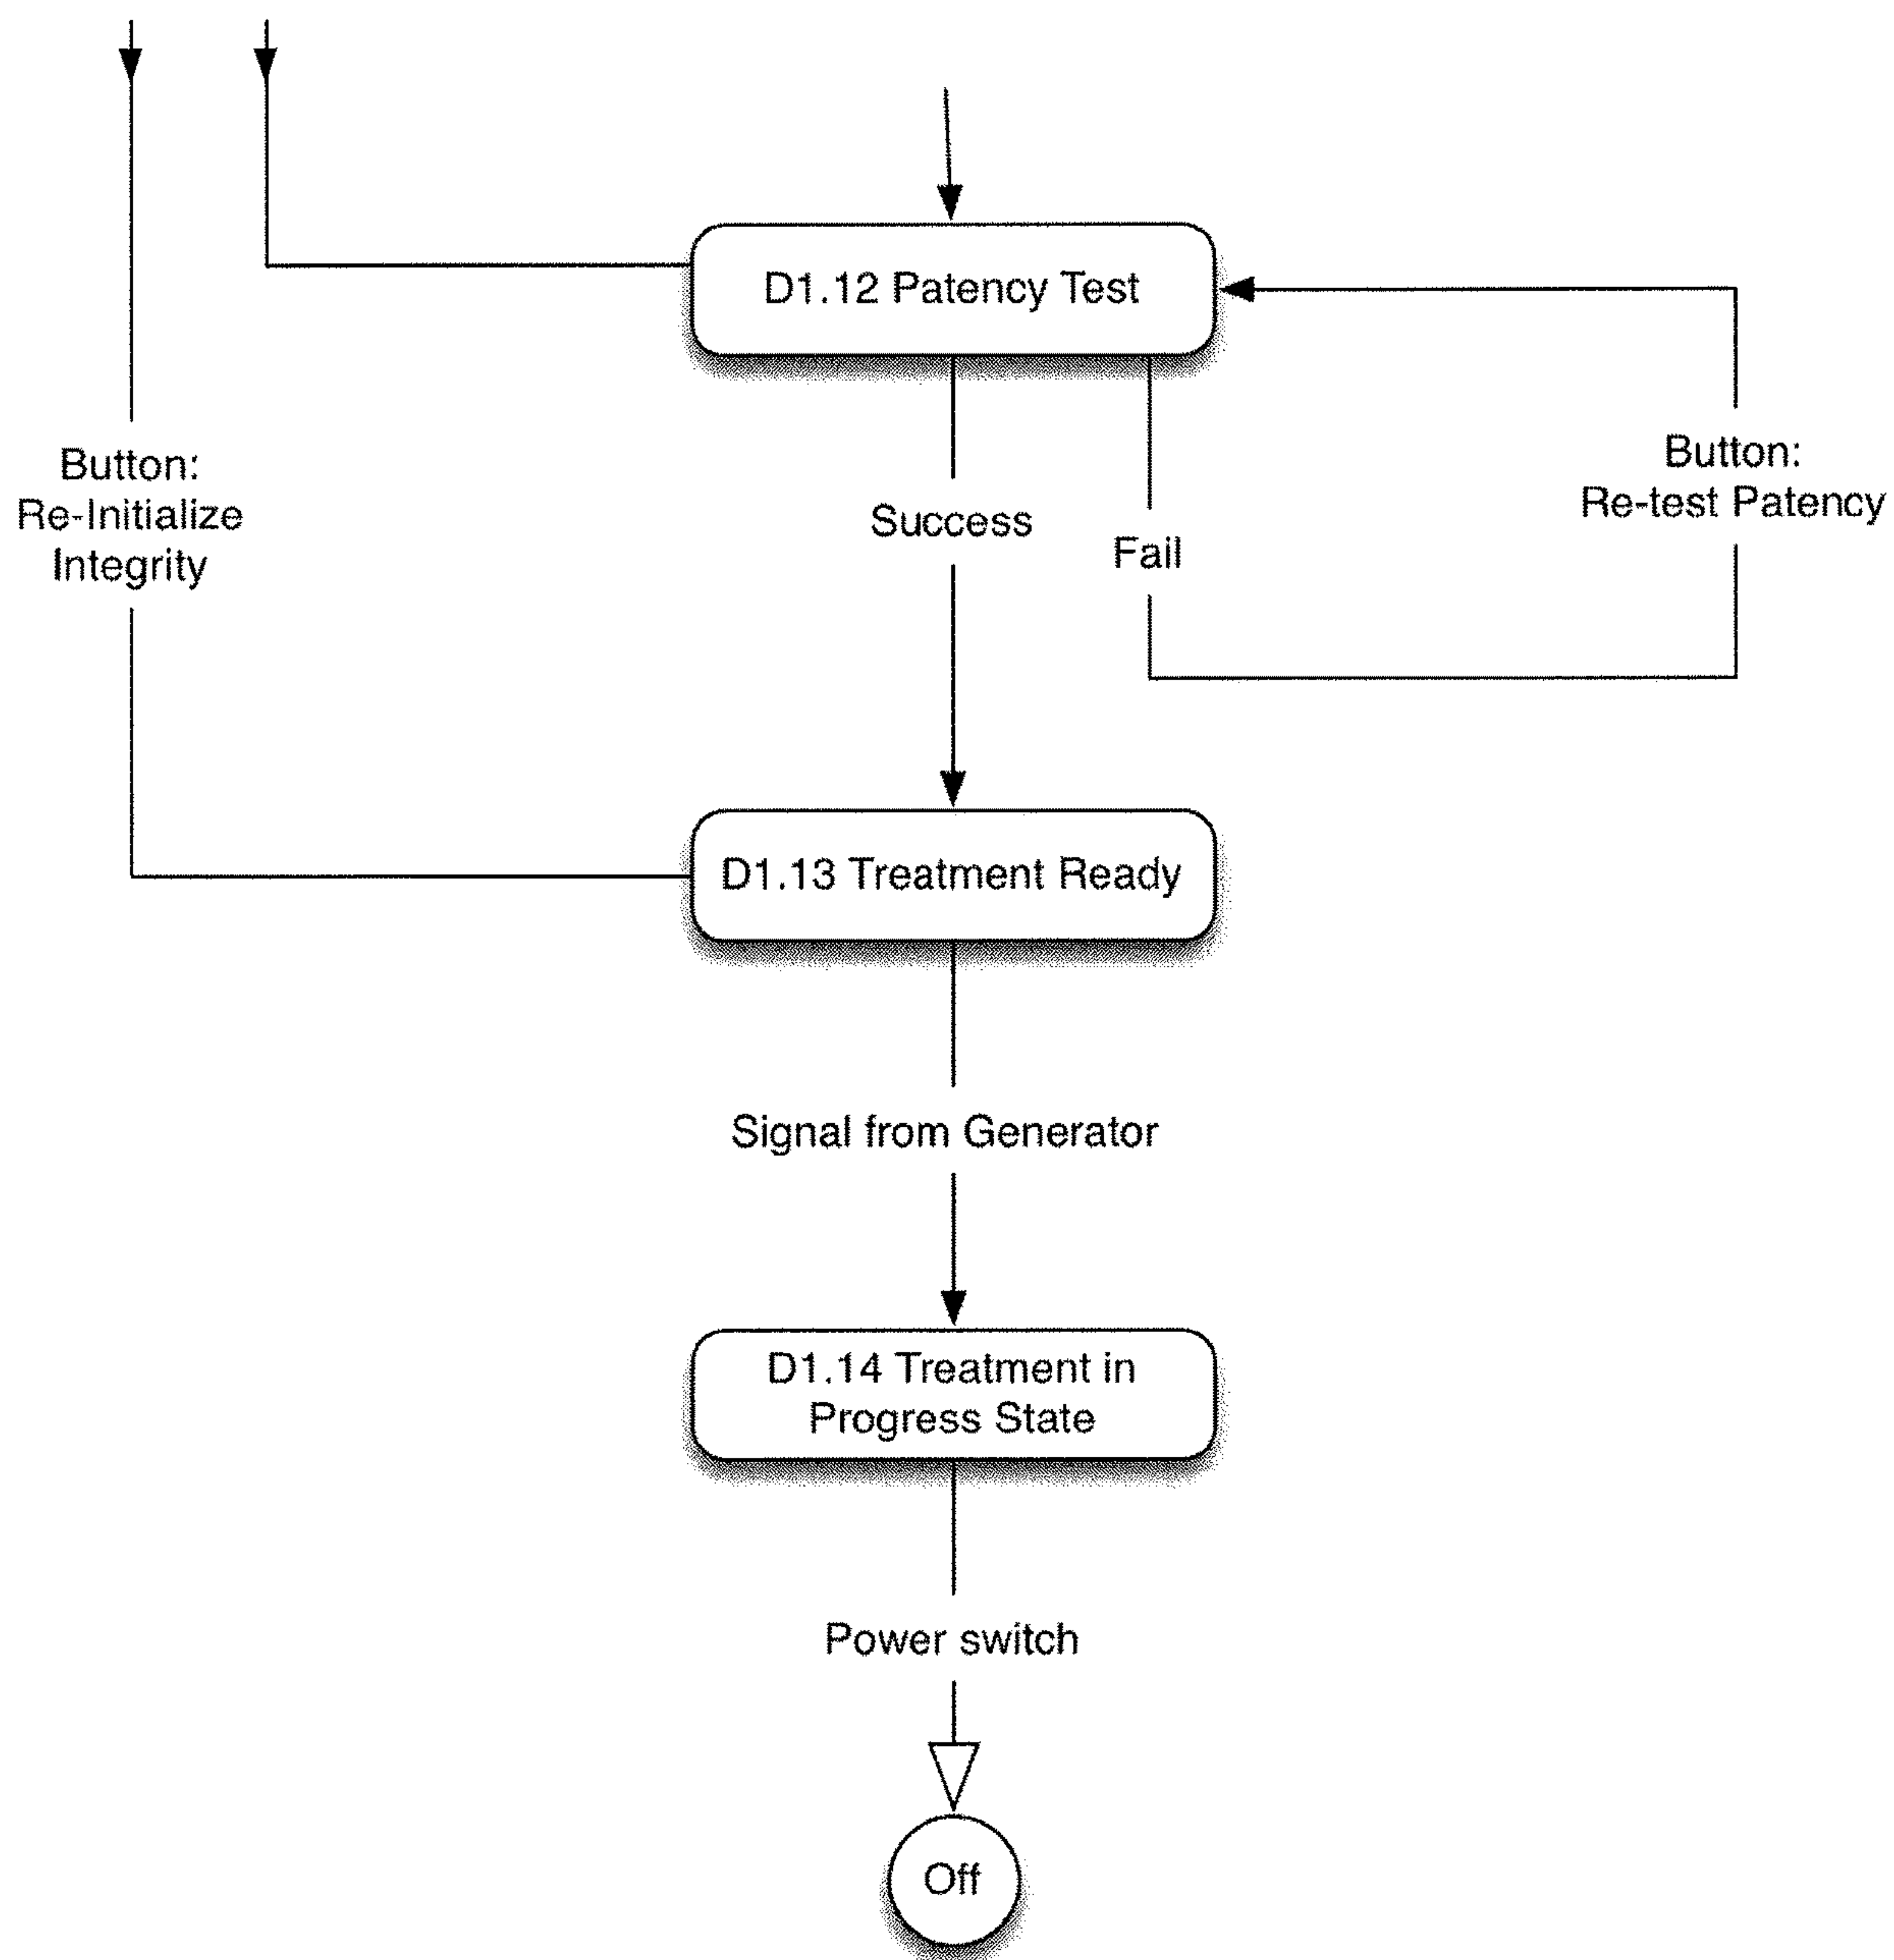 D1.12 Patency Test
Button:
Re-Initialize
Integrity
Success
Fail
Button:
Re-test Patency
D1.13 Treatment Ready
Signal from Generator
D1.14 Treatment in
Progress State
Power switch
Off